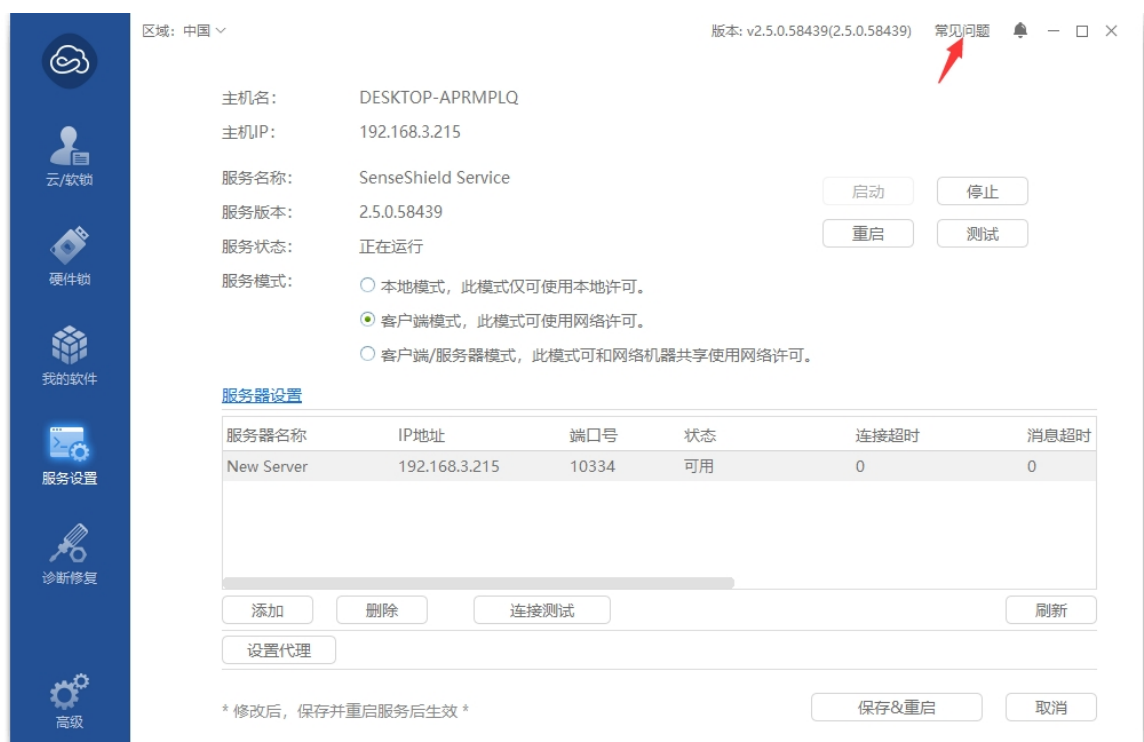 区域: 中国
版本: v2.5.0.58439(2.5.0.58439) 常见问题
云/软锁
硬件锁
我的软件
服务设置
诊断修复
高级
主机名: DESKTOP-APRMPLQ
主机IP: 192.168.3.215
服务名称: SenseShield Service
启动 停止
服务版本: 2.5.0.58439
重启 测试
服务状态: 正在运行
服务模式: 本地模式，此模式仅可使用本地许可。
客户端模式，此模式可使用网络许可。
客户端/服务器模式，此模式可和网络机器共享使用网络许可。
服务器设置
服务器名称 IP地址 端口号 状态 连接超时 消息超时
New Server 192.168.3.215 10334 可用 0 0
添加 删除 连接测试 刷新
设置代理
* 修改后，保存并重启服务后生效 * 保存&重启 取消